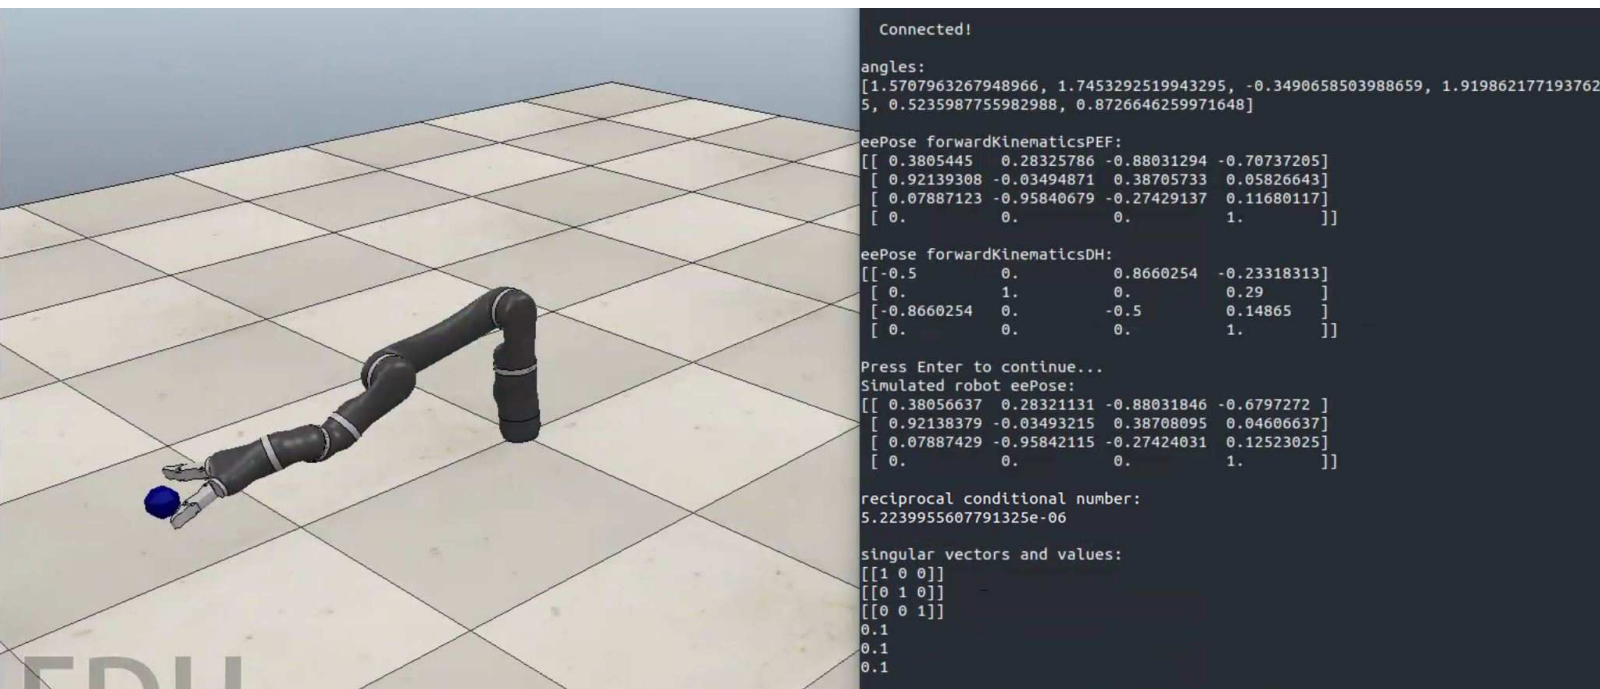 Connected!
angles:
[1.5707963267948966, 1.7453292519943295, -0.3490658503988659, 1.919862177193762
5, 0.5235987755982988, 0.8726646259971648]
eePose forwardKinematicsPEF:
[[ 0.3805445   0.28325786 -0.88031294 -0.70737205]
 [ 0.92139308 -0.03494871  0.38705733  0.05826643]
 [ 0.07887123 -0.95840679 -0.27429137  0.11680117]
 [ 0.          0.          0.          1.        ]]
eePose forwardKinematicsDH:
[[-0.5         0.          0.8660254  -0.23318313]
 [ 0.          1.          0.          0.29      ]
 [-0.8660254   0.         -0.5         0.14865   ]
 [ 0.          0.          0.          1.        ]]
Press Enter to continue...
Simulated robot eePose:
[[ 0.38056637  0.28321131 -0.88031846 -0.6797272 ]
 [ 0.92138379 -0.03493215  0.38708095  0.04606637]
 [ 0.07887429 -0.95842115 -0.27424031  0.12523025]
 [ 0.          0.          0.          1.        ]]
reciprocal conditional number:
5.2239955607791325e-06
singular vectors and values:
[[1 0 0]]
[[0 1 0]]
[[0 0 1]]
0.1
0.1
0.1
EDU